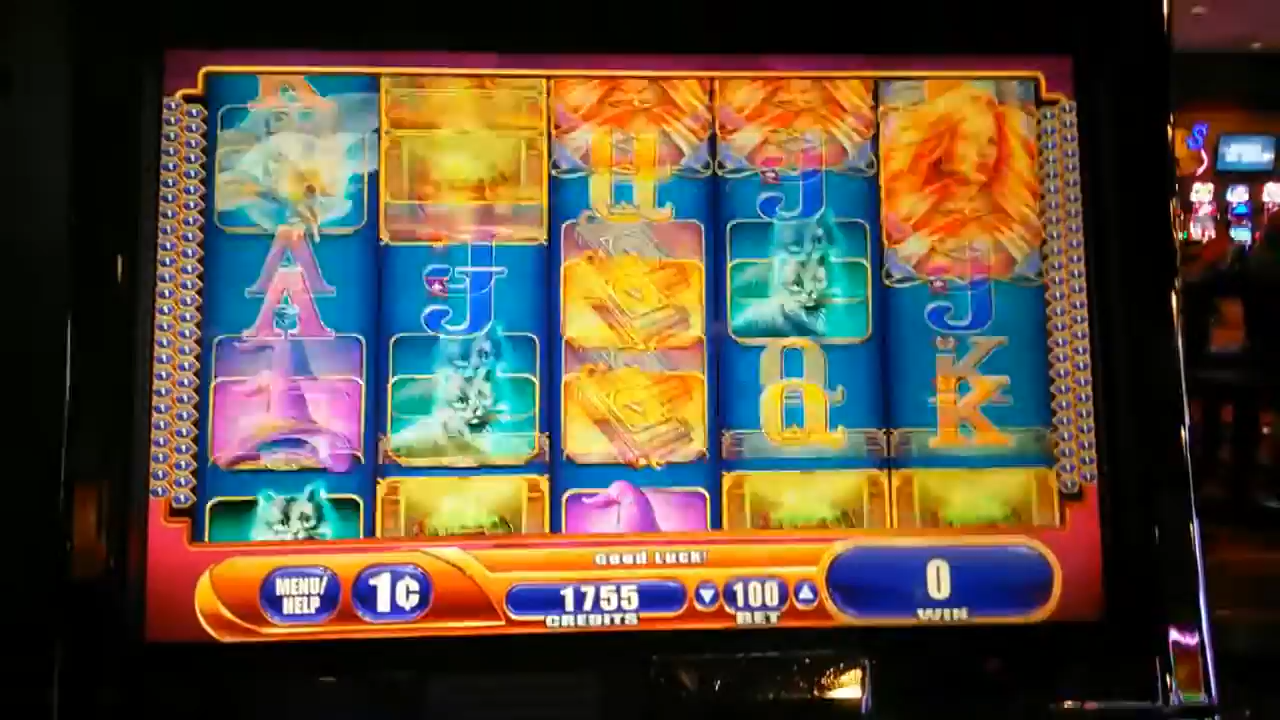 A
Q
J
A
J
J
Q
K
K
GOOD LUCK!
MENU/
HELP
1¢
1755
CREDITS
100
BET
0
WIN